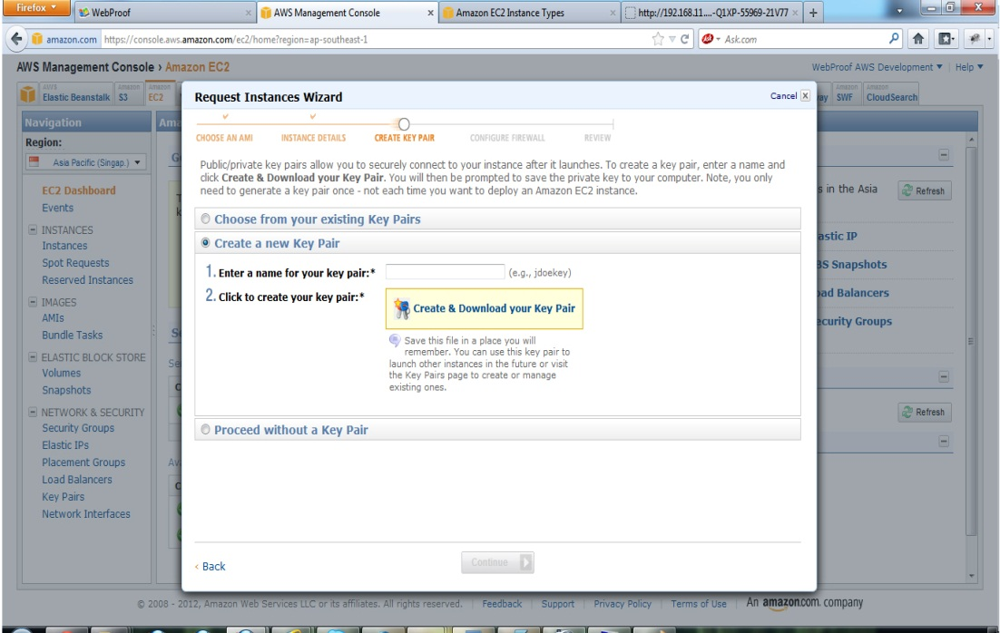 Firefox
WebProof
AWS Management Console
Amazon EC2 Instance Types
http://192.168.11....-Q1XP-55969-21V77
amazon.com https://console.aws.amazon.com/ec2/home?region=ap-southeast-1
Ask.com
AWS Management Console › Amazon EC2
WebProof AWS Development
Help
AWS
Elastic Beanstalk
Amazon
S3
Amazon
EC2
Amazon
SWF
Amazon
CloudSearch
Navigation
Region:
Asia Pacific (Singap.)
EC2 Dashboard
Events
INSTANCES
Instances
Spot Requests
Reserved Instances
IMAGES
AMIs
Bundle Tasks
ELASTIC BLOCK STORE
Volumes
Snapshots
NETWORK & SECURITY
Security Groups
Elastic IPs
Placement Groups
Load Balancers
Key Pairs
Network Interfaces
Request Instances Wizard
Cancel
CHOOSE AN AMI
INSTANCE DETAILS
CREATE KEY PAIR
CONFIGURE FIREWALL
REVIEW
Public/private key pairs allow you to securely connect to your instance after it launches. To create a key pair, enter a name and
click Create & Download your Key Pair. You will then be prompted to save the private key to your computer. Note, you only
need to generate a key pair once - not each time you want to deploy an Amazon EC2 instance.
Choose from your existing Key Pairs
Create a new Key Pair
1. Enter a name for your key pair:*
(e.g., jdoekey)
2. Click to create your key pair:*
Create & Download your Key Pair
Save this file in a place you will
remember. You can use this key pair to
launch other instances in the future or visit
the Key Pairs page to create or manage
existing ones.
Proceed without a Key Pair
‹ Back
Continue
s in the Asia
Refresh
astic IP
BS Snapshots
oad Balancers
ecurity Groups
Refresh
© 2008 - 2012, Amazon Web Services LLC or its affiliates. All rights reserved.
Feedback
Support
Privacy Policy
Terms of Use
An amazon.com. company